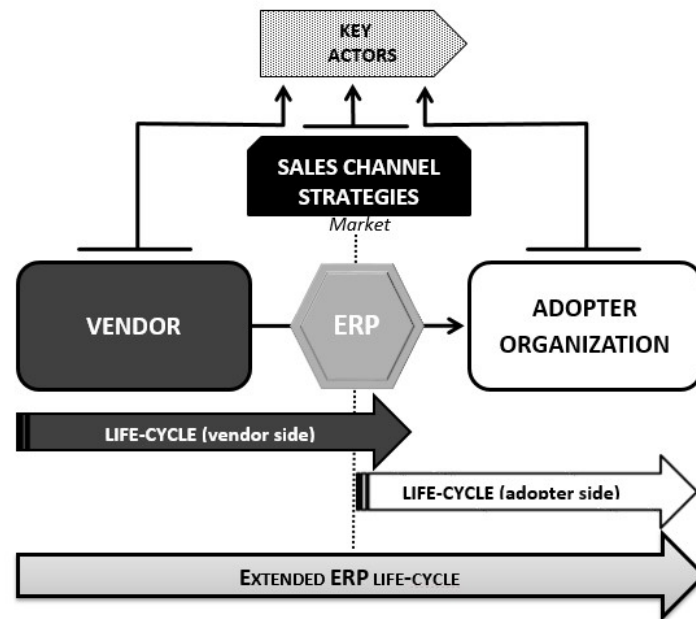 KEY
ACTORS
SALES CHANNEL
STRATEGIES
Market
VENDOR
ERP
ADOPTER
ORGANIZATION
LIFE-CYCLE (vendor side)
LIFE-CYCLE (adopter side)
EXTENDED ERP LIFE-CYCLE